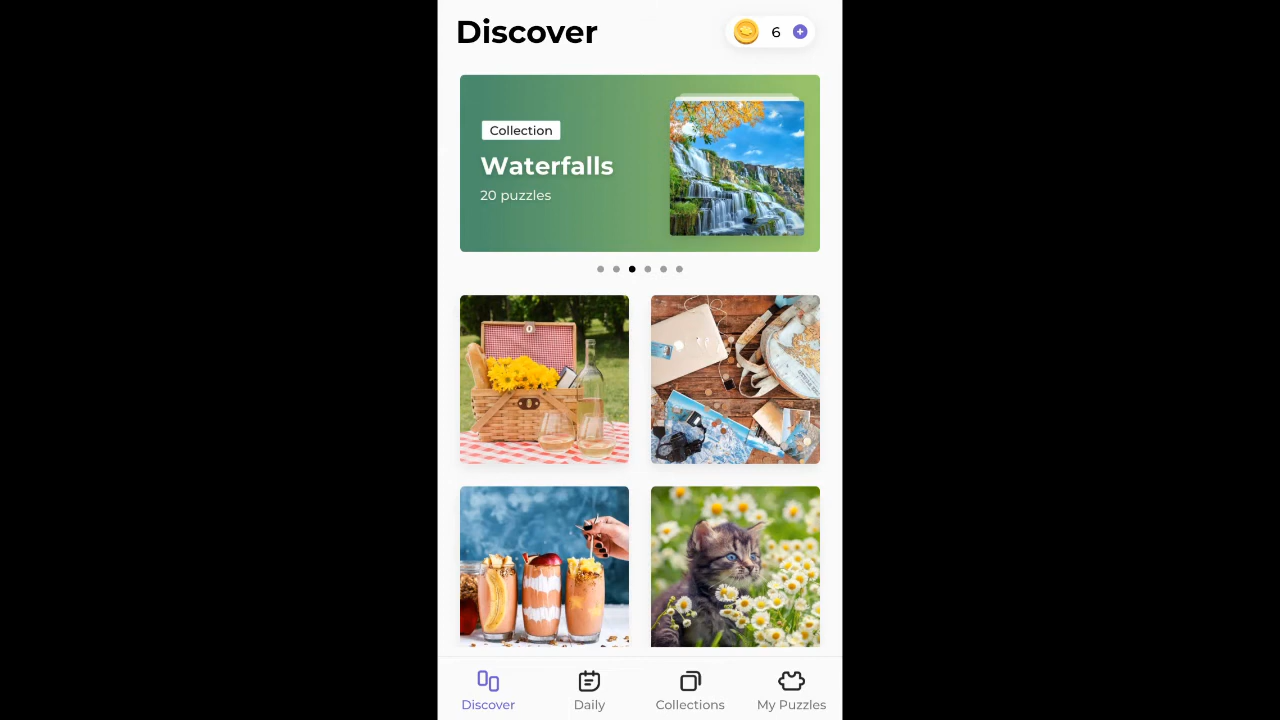 Discover
6
Collection
Waterfalls
20 puzzles
Discover
Daily
Collections
My Puzzles